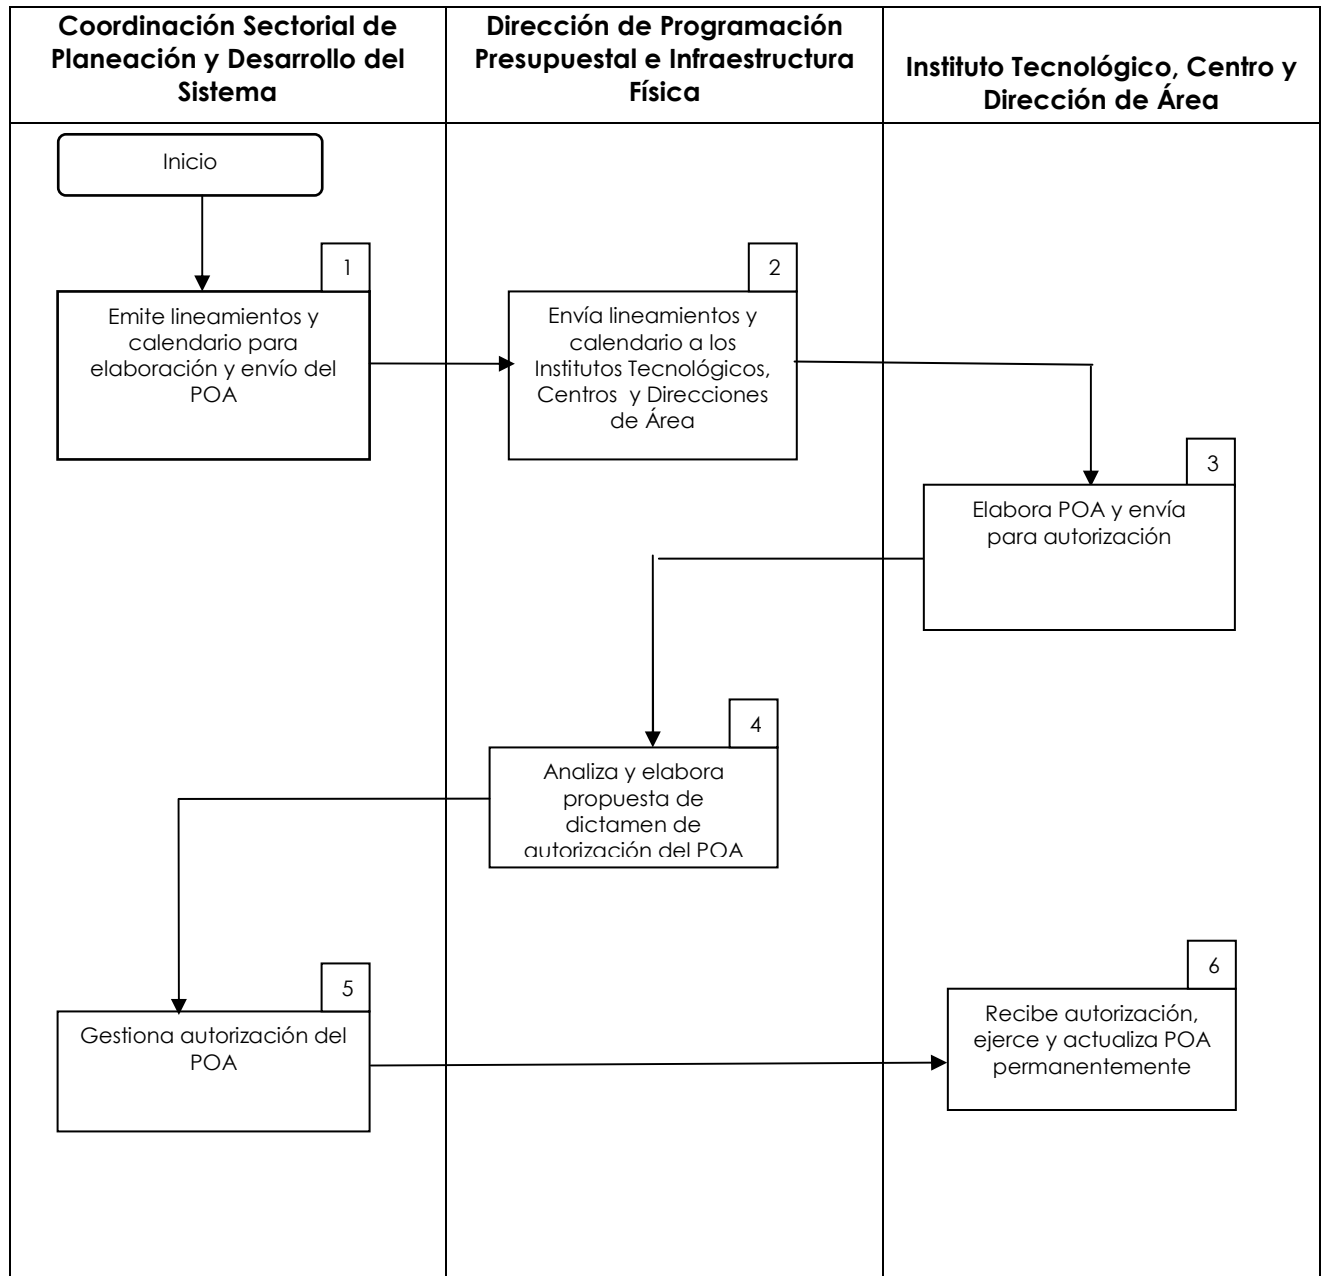 Coordinación Sectorial de
Planeación y Desarrollo del
Sistema
Dirección de Programación
Presupuestal e Infraestructura
Física
Instituto Tecnológico, Centro y
Dirección de Área
Inicio
1
Emite lineamientos y
calendario para
elaboración y envío del
POA
2
Envía lineamientos y
calendario a los
Institutos Tecnológicos,
Centros y Direcciones
de Área
3
Elabora POA y envía
para autorización
4
Analiza y elabora
propuesta de
dictamen de
autorización del POA
5
Gestiona autorización del
POA
6
Recibe autorización,
ejerce y actualiza POA
permanentemente